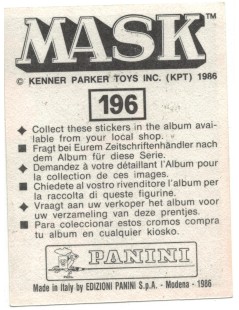 MASK™
© KENNER PARKER TOYS INC. (KPT) 1986
196
◆ Collect these stickers in the album avai-
lable from your local shop.
■ Fragt bei Eurem Zeitschriftenhändler nach
dem Album für diese Serie.
◆ Demandez à votre détaillant l'Album pour
la collection de ces images.
■ Chiedete al vostro rivenditore l'album per
la raccolta di queste figurine.
◆ Vraagt aan uw verkoper het album voor
uw verzameling van deze prentjes.
■ Para coleccionar estos cromos compra
tu album en cualquier kiosko.
PANINI
Made in Italy by EDIZIONI PANINI S.p.A. - Modena - 1986